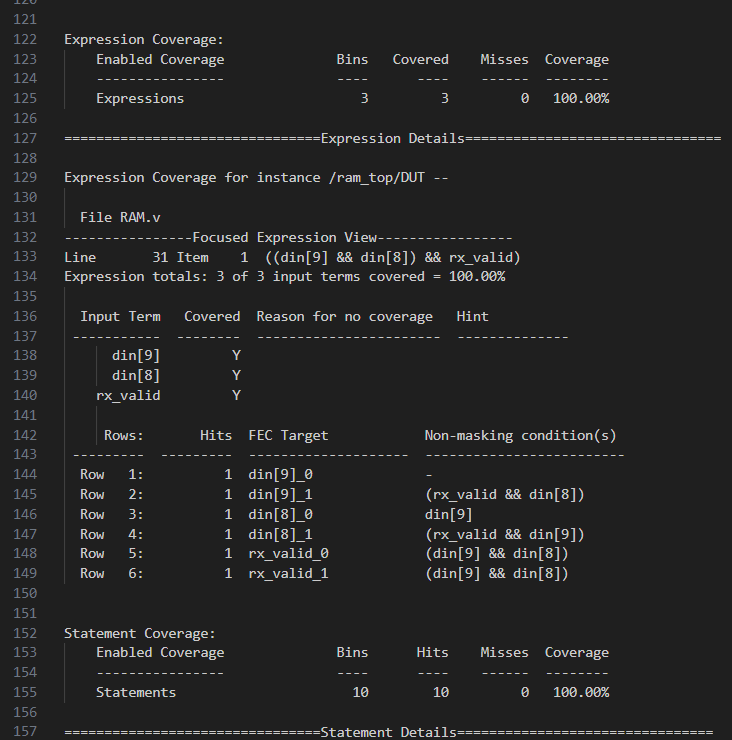 120
121
122 Expression Coverage:
123 Enabled Coverage Bins Covered Misses Coverage
124 ---------------- ---- ---- ------ --------
125 Expressions 3 3 0 100.00%
126
127 ================================Expression Details================================
128
129 Expression Coverage for instance /ram_top/DUT --
130
131 File RAM.v
132 ----------------Focused Expression View-----------------
133 Line 31 Item 1 ((din[9] && din[8]) && rx_valid)
134 Expression totals: 3 of 3 input terms covered = 100.00%
135
136 Input Term Covered Reason for no coverage Hint
137 ----------- -------- ----------------------- --------------
138 din[9] Y
139 din[8] Y
140 rx_valid Y
141
142 Rows: Hits FEC Target Non-masking condition(s)
143 --------- --------- -------------------- -------------------------
144 Row 1: 1 din[9]_0 -
145 Row 2: 1 din[9]_1 (rx_valid && din[8])
146 Row 3: 1 din[8]_0 din[9]
147 Row 4: 1 din[8]_1 (rx_valid && din[9])
148 Row 5: 1 rx_valid_0 (din[9] && din[8])
149 Row 6: 1 rx_valid_1 (din[9] && din[8])
150
151
152 Statement Coverage:
153 Enabled Coverage Bins Hits Misses Coverage
154 ---------------- ---- ---- ------ --------
155 Statements 10 10 0 100.00%
156
157 ================================Statement Details================================